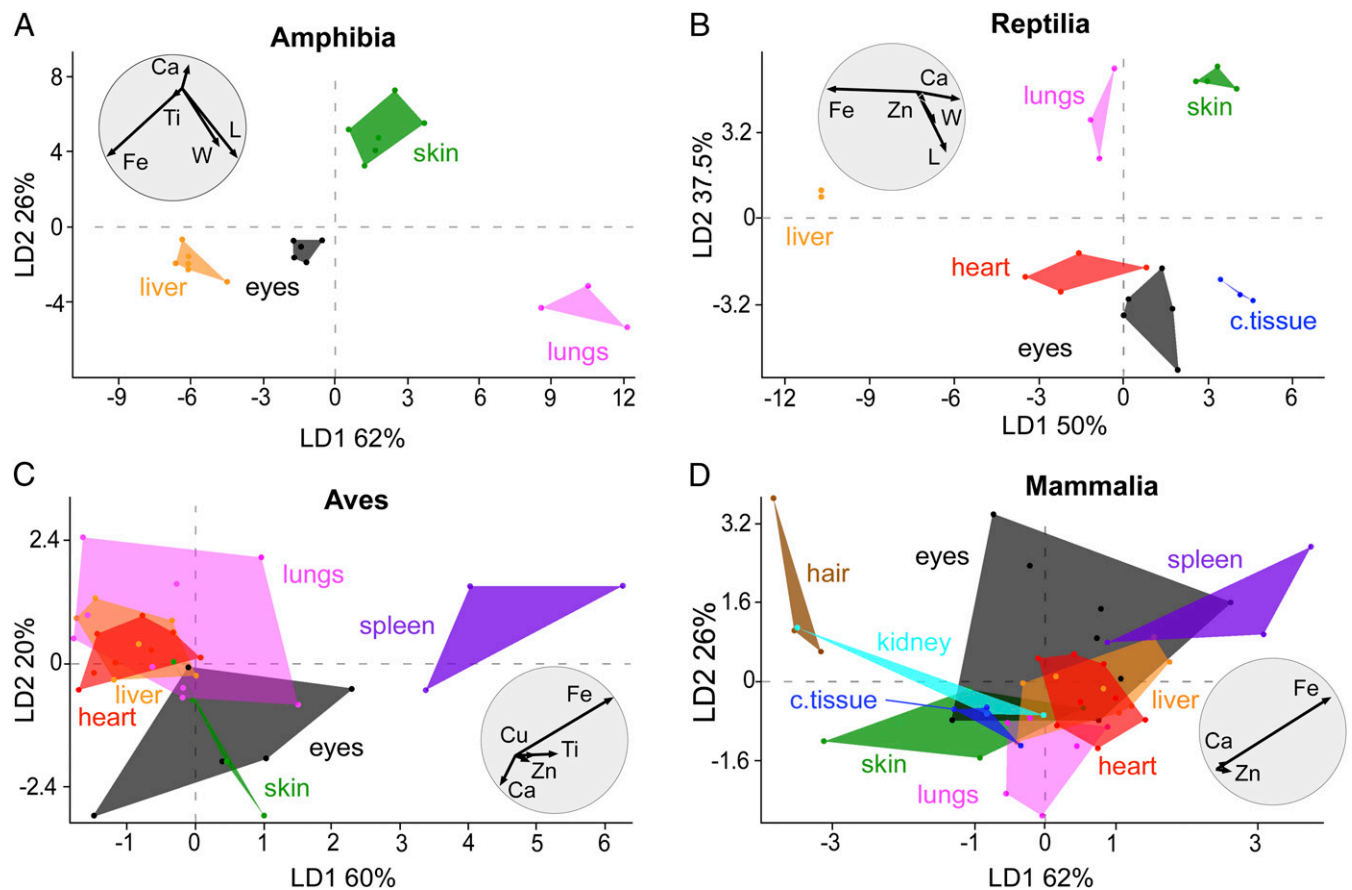 A
Amphibia
8
4
0
-4
LD2 26%
Ca
Ti
Fe
W
L
skin
liver
eyes
lungs
-9
-6
-3
0
3
6
9
12
LD1 62%
B
Reptilia
3.2
0
-3.2
LD2 37.5%
Fe
Zn
Ca
W
L
lungs
skin
liver
heart
eyes
c.tissue
-12
-9
-6
-3
0
3
6
LD1 50%
C
Aves
2.4
0
-2.4
LD2 20%
lungs
spleen
liver
heart
eyes
skin
Fe
Cu
Ti
Zn
Ca
-1
0
1
2
3
4
5
6
LD1 60%
D
Mammalia
3.2
1.6
0
-1.6
LD2 26%
eyes
hair
spleen
kidney
c.tissue
liver
skin
heart
lungs
Fe
Ca
Zn
-3
-1
0
1
3
LD1 62%